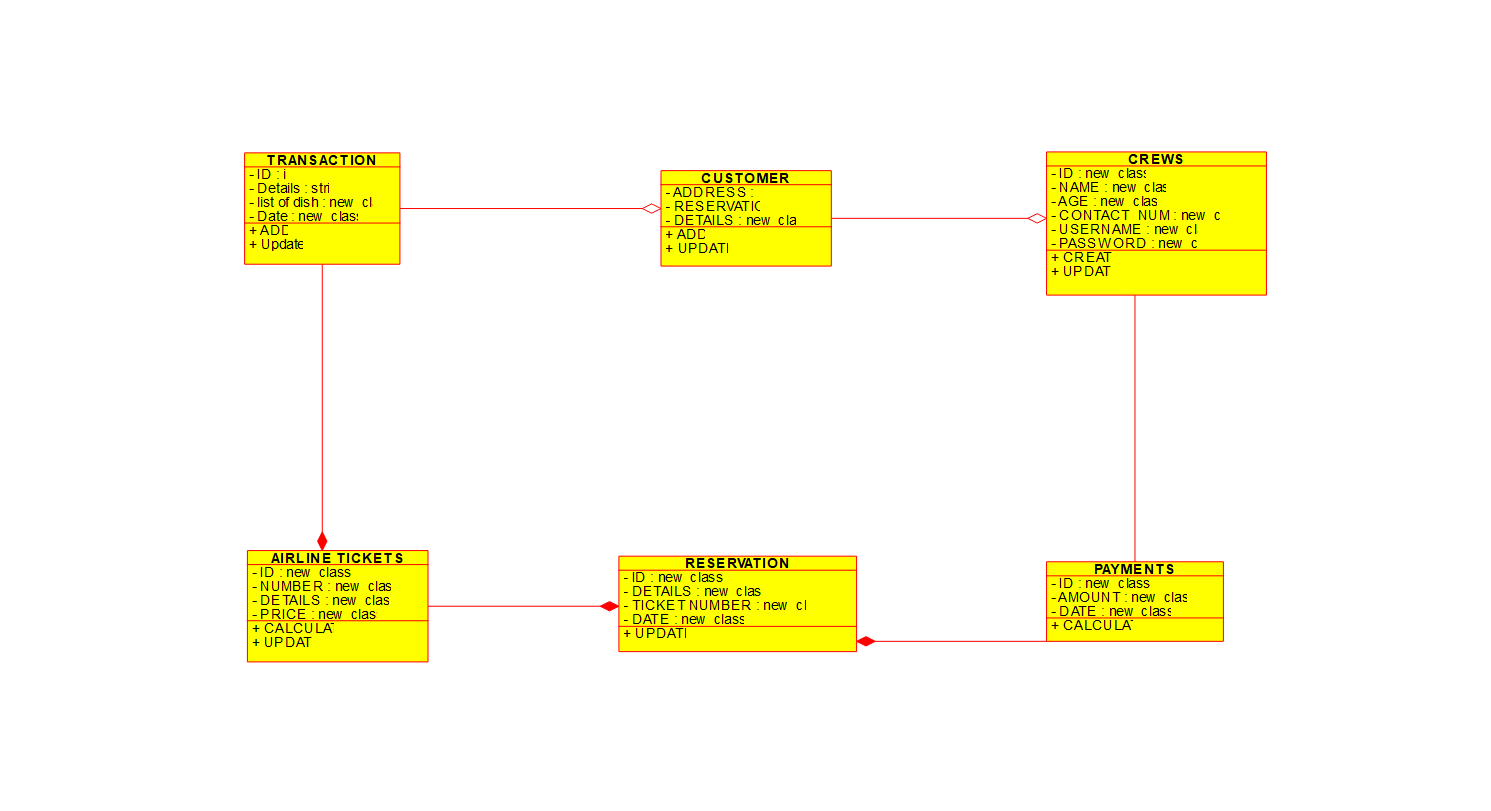 TRANSACTION
- ID : i
- Details : stri
- list of dish : new_cl
- Date : new_class
+ ADD
+ Update
CUSTOMER
- ADDRESS :
- RESERVATIC
- DETAILS : new_cla
+ ADD
+ UPDATI
CREWS
- ID : new_class
- NAME : new_clas
- AGE : new_clas
- CONTACT_NUM : new_c
- USERNAME : new_cl
- PASSWORD : new_c
+ CREAT
+ UPDAT
AIRLINE TICKETS
- ID : new_class
- NUMBER : new_clas
- DETAILS : new_clas
- PRICE : new_clas
+ CALCULAT
+ UPDAT
RESERVATION
- ID : new_class
- DETAILS : new_clas
- TICKET NUMBER : new_cl
- DATE : new_class
+ UPDATI
PAYMENTS
- ID : new_class
- AMOUNT : new_clas
- DATE : new_class
+ CALCULAT